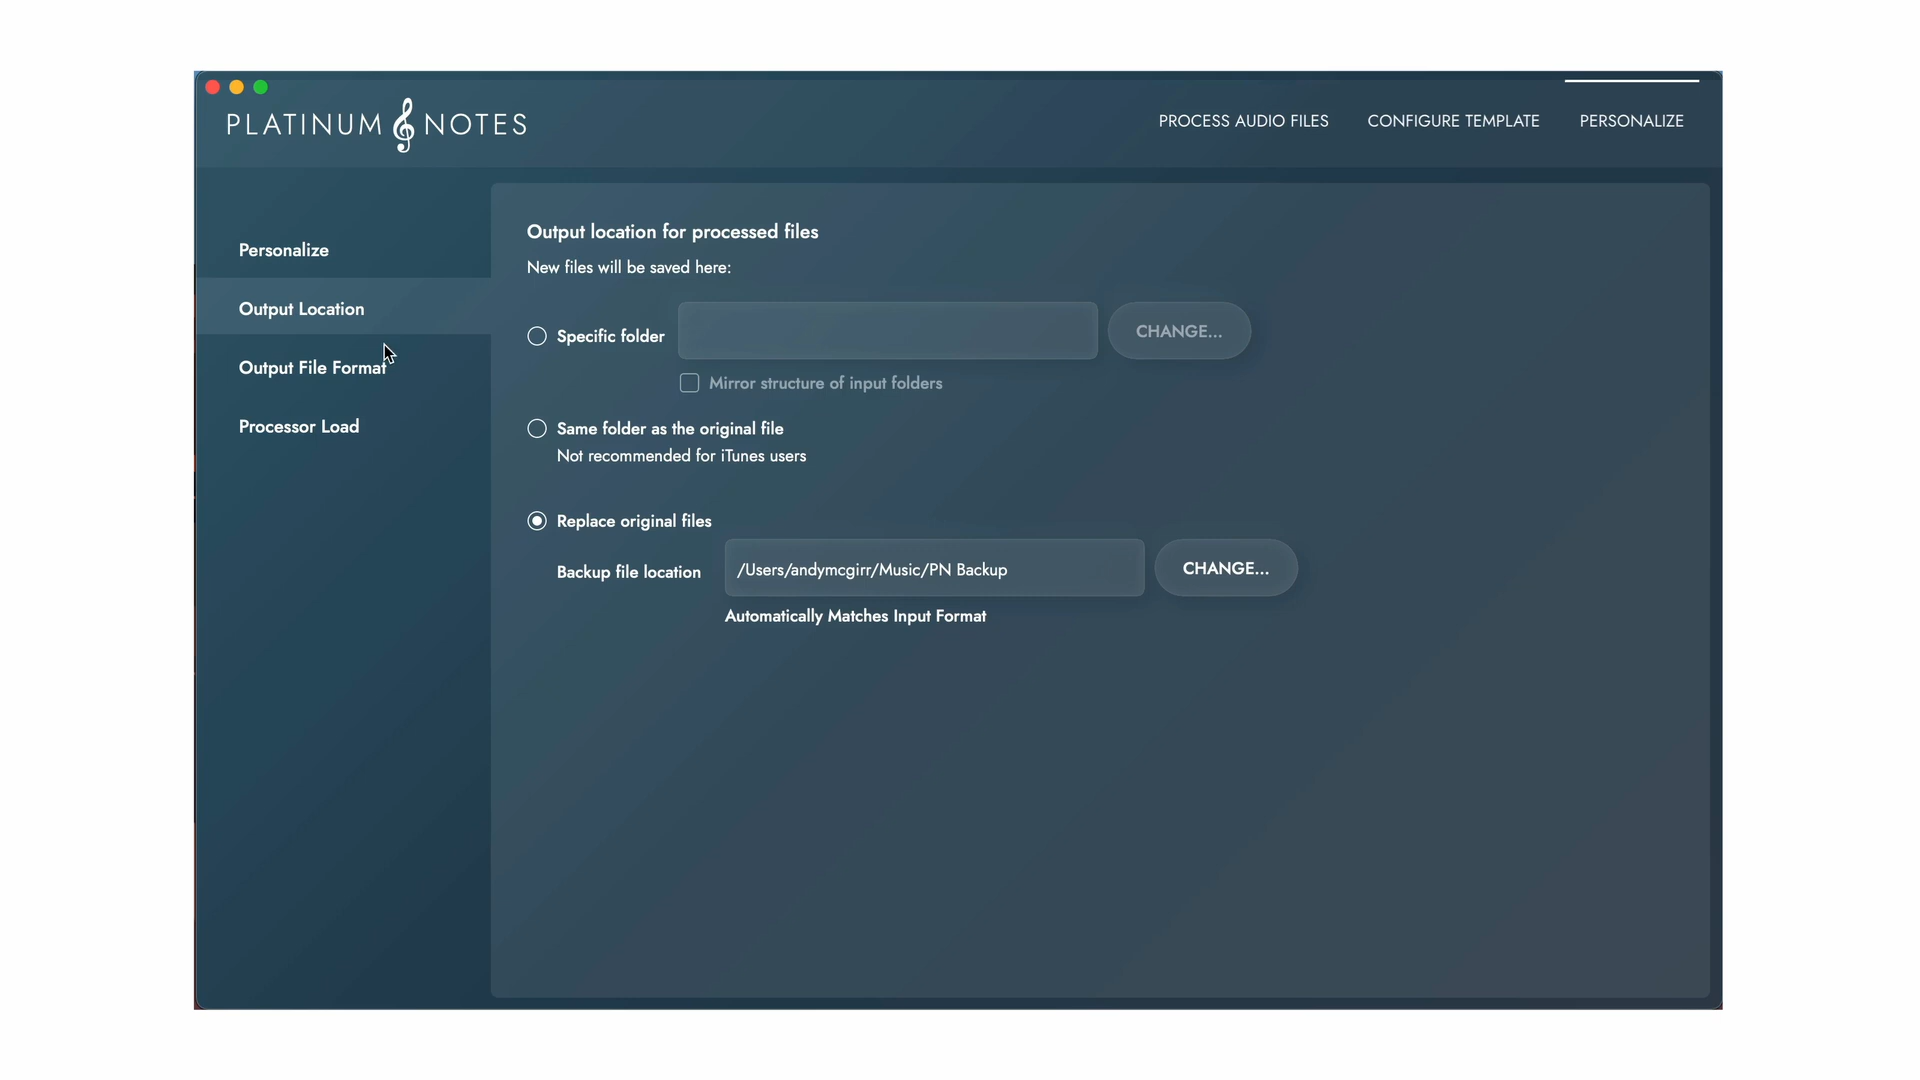 PLATINUM NOTES
PROCESS AUDIO FILES
CONFIGURE TEMPLATE
PERSONALIZE
Personalize
Output Location
Output File Format
Processor Load
Output location for processed files
New files will be saved here:
Specific folder
CHANGE...
Mirror structure of input folders
Same folder as the original file
Not recommended for iTunes users
Replace original files
Backup file location
/Users/andymcgirr/Music/PN Backup
CHANGE...
Automatically Matches Input Format